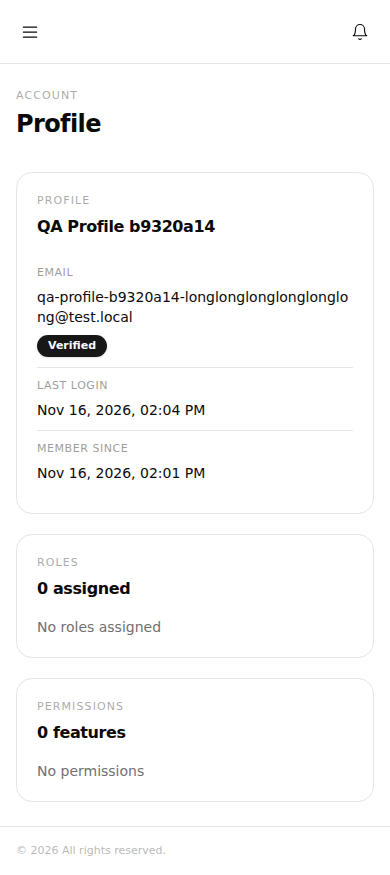 ACCOUNT
Profile
PROFILE
QA Profile b9320a14
EMAIL
qa-profile-b9320a14-longlonglonglonglonglo
ng@test.local
Verified
LAST LOGIN
Nov 16, 2026, 02:04 PM
MEMBER SINCE
Nov 16, 2026, 02:01 PM
ROLES
0 assigned
No roles assigned
PERMISSIONS
0 features
No permissions
© 2026 All rights reserved.